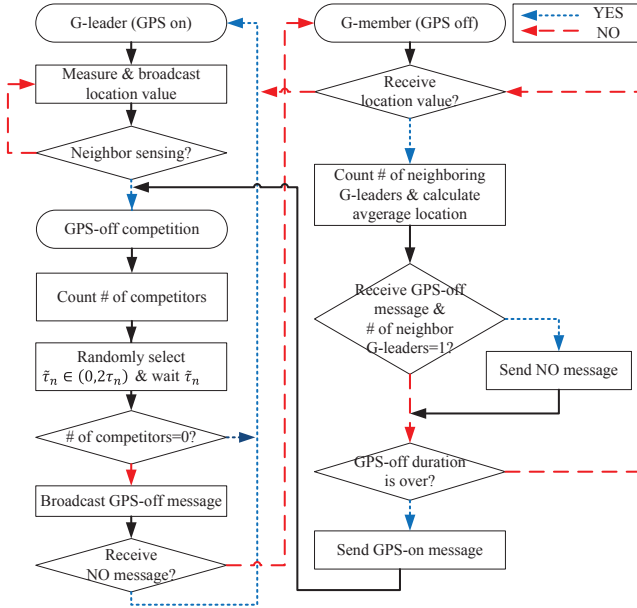 G-leader (GPS on)
Measure & broadcast
location value
Neighbor sensing?
GPS-off competition
Count # of competitors
Randomly select
τ̃ₙ ∈ (0,2τₙ) & wait τ̃ₙ
# of competitors=0?
Broadcast GPS-off message
Receive
NO message?
G-member (GPS off)
Receive
location value?
Count # of neighboring
G-leaders & calculate
avgerage location
Receive GPS-off
message &
# of neighbor
G-leaders=1?
Send NO message
GPS-off duration
is over?
Send GPS-on message
YES
NO